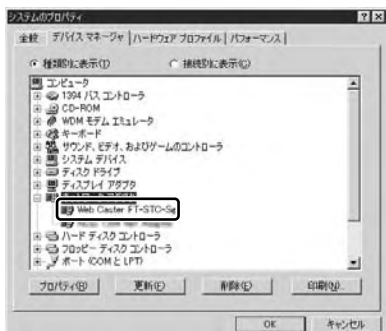 システムのプロパティ
全般 デバイス マネージャ ハードウェア プロファイル パフォーマンス
種類別に表示(T) 接続別に表示(C)
コンピュータ
1394 バス コントローラ
CD-ROM
WDM モデム エミュレータ
キーボード
サウンド、ビデオ、およびゲームのコントローラ
システム デバイス
ディスク ドライブ
ディスプレイ アダプタ
Web Caster FT-STC-Sg
ハード ディスク コントローラ
フロッピー ディスク コントローラ
ポート (COM と LPT)
プロパティ(R) 更新(F) 削除(E) 印刷(N)...
OK キャンセル